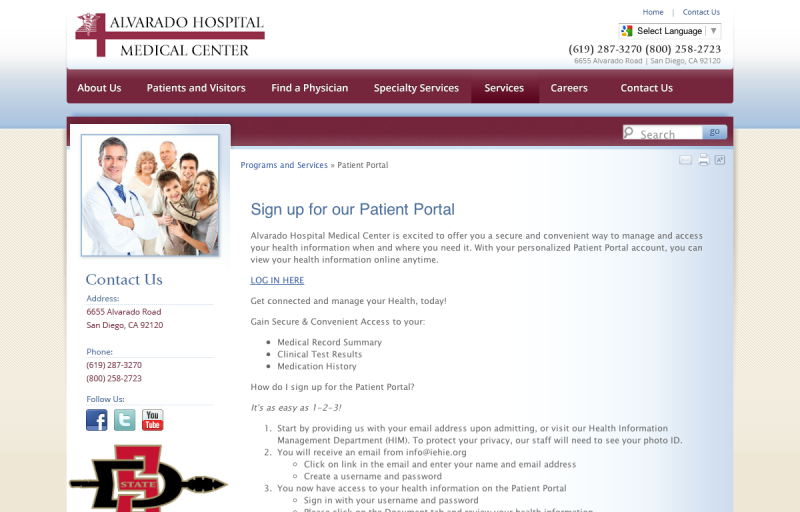 Home | Contact Us
ALVARADO HOSPITAL
MEDICAL CENTER
Select Language ▼
(619) 287-3270 (800) 258-2723
6655 Alvarado Road | San Diego, CA 92120
About Us Patients and Visitors Find a Physician Specialty Services Services Careers Contact Us
Search go
Programs and Services » Patient Portal
Sign up for our Patient Portal
Alvarado Hospital Medical Center is excited to offer you a secure and convenient way to manage and access
your health information when and where you need it. With your personalized Patient Portal account, you can
view your health information online anytime.
LOG IN HERE
Get connected and manage your Health, today!
Gain Secure & Convenient Access to your:
• Medical Record Summary
• Clinical Test Results
• Medication History
How do I sign up for the Patient Portal?
It's as easy as 1-2-3!
1. Start by providing us with your email address upon admitting, or visit our Health Information
Management Department (HIM). To protect your privacy, our staff will need to see your photo ID.
2. You will receive an email from info@iehie.org
○ Click on link in the email and enter your name and email address
○ Create a username and password
3. You now have access to your health information on the Patient Portal
○ Sign in with your username and password
○ Please click on the Document tab and review your health information
Contact Us
Address:
6655 Alvarado Road
San Diego, CA 92120
Phone:
(619) 287-3270
(800) 258-2723
Follow Us:
f t You Tube
STATE